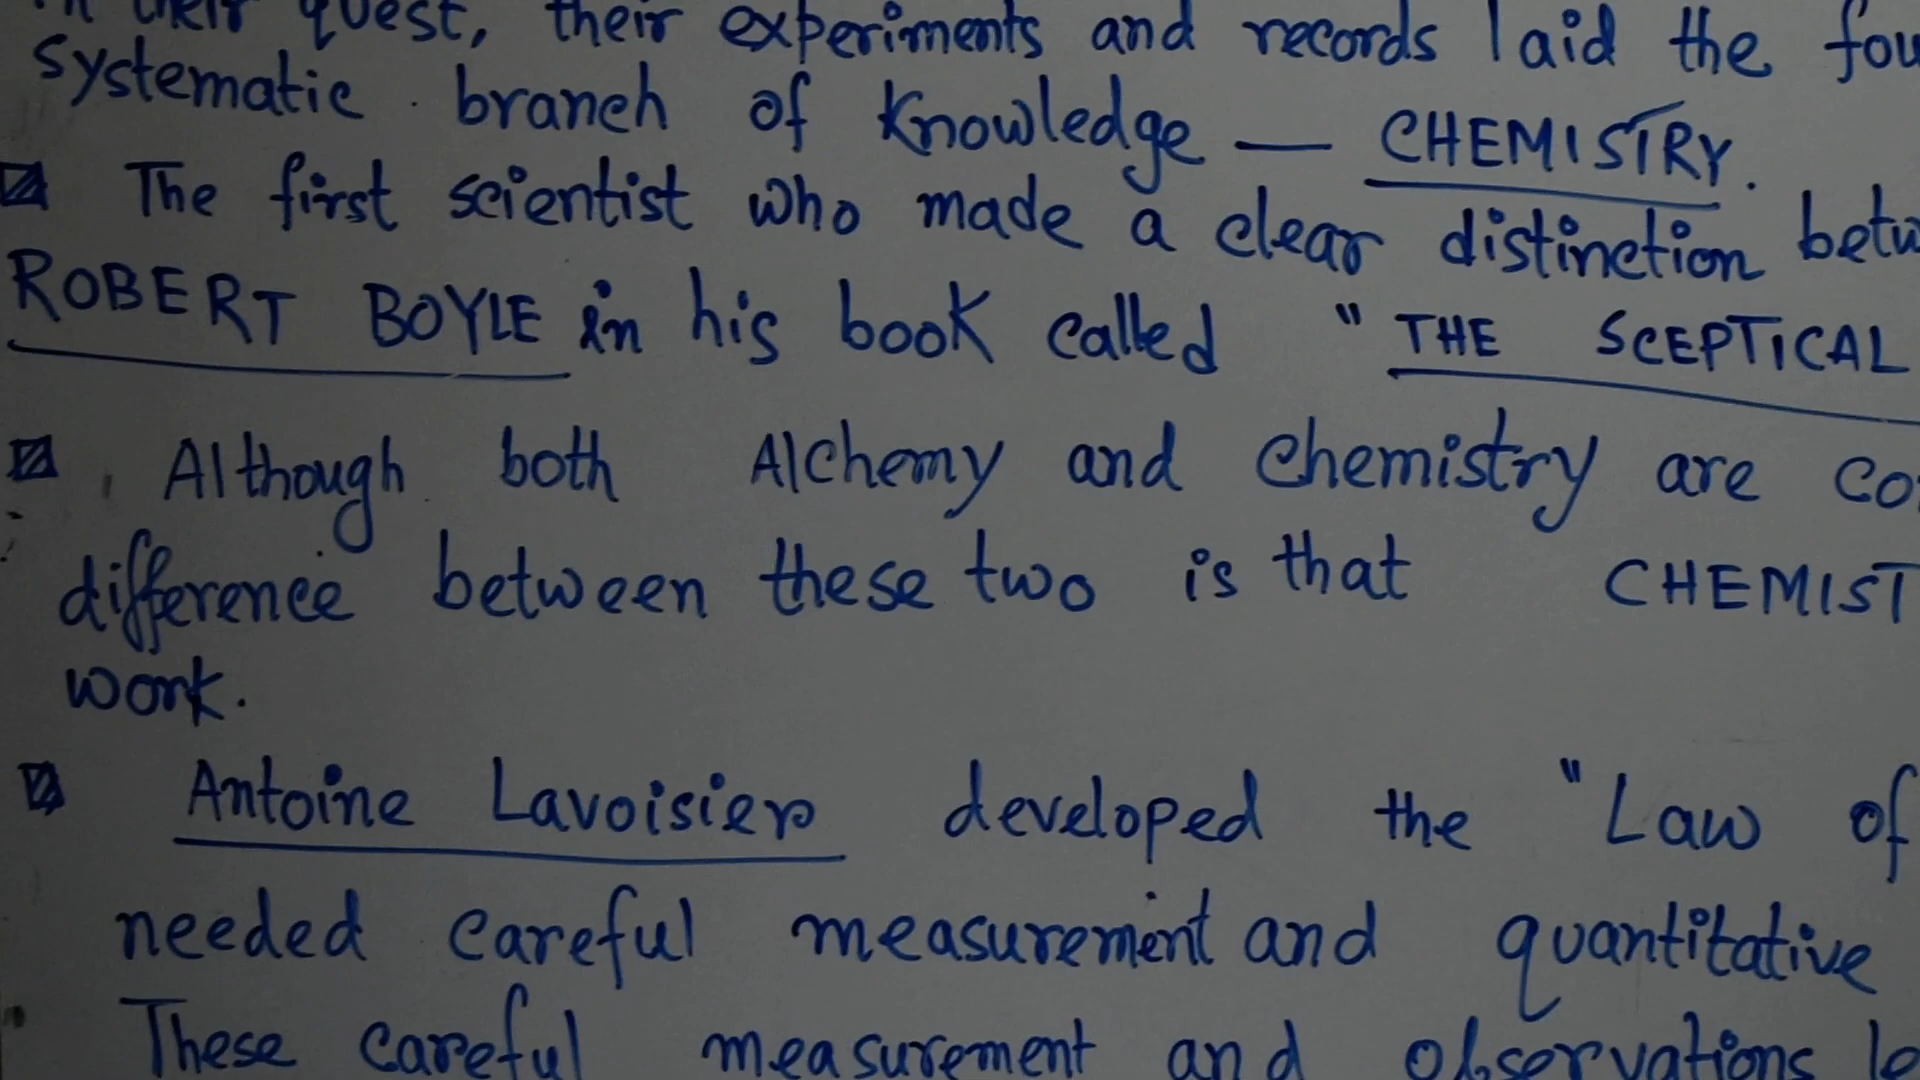 in their quest, their experiments and records laid the fou
systematic branch of knowledge — CHEMISTRY.
The first scientist who made a clear distinction betw
ROBERT BOYLE in his book called "THE SCEPTICAL
Although both Alchemy and chemistry are co
difference between these two is that CHEMIST
work.
Antoine Lavoisier developed the "Law of
needed careful measurement and quantitative
These careful measurement and observations